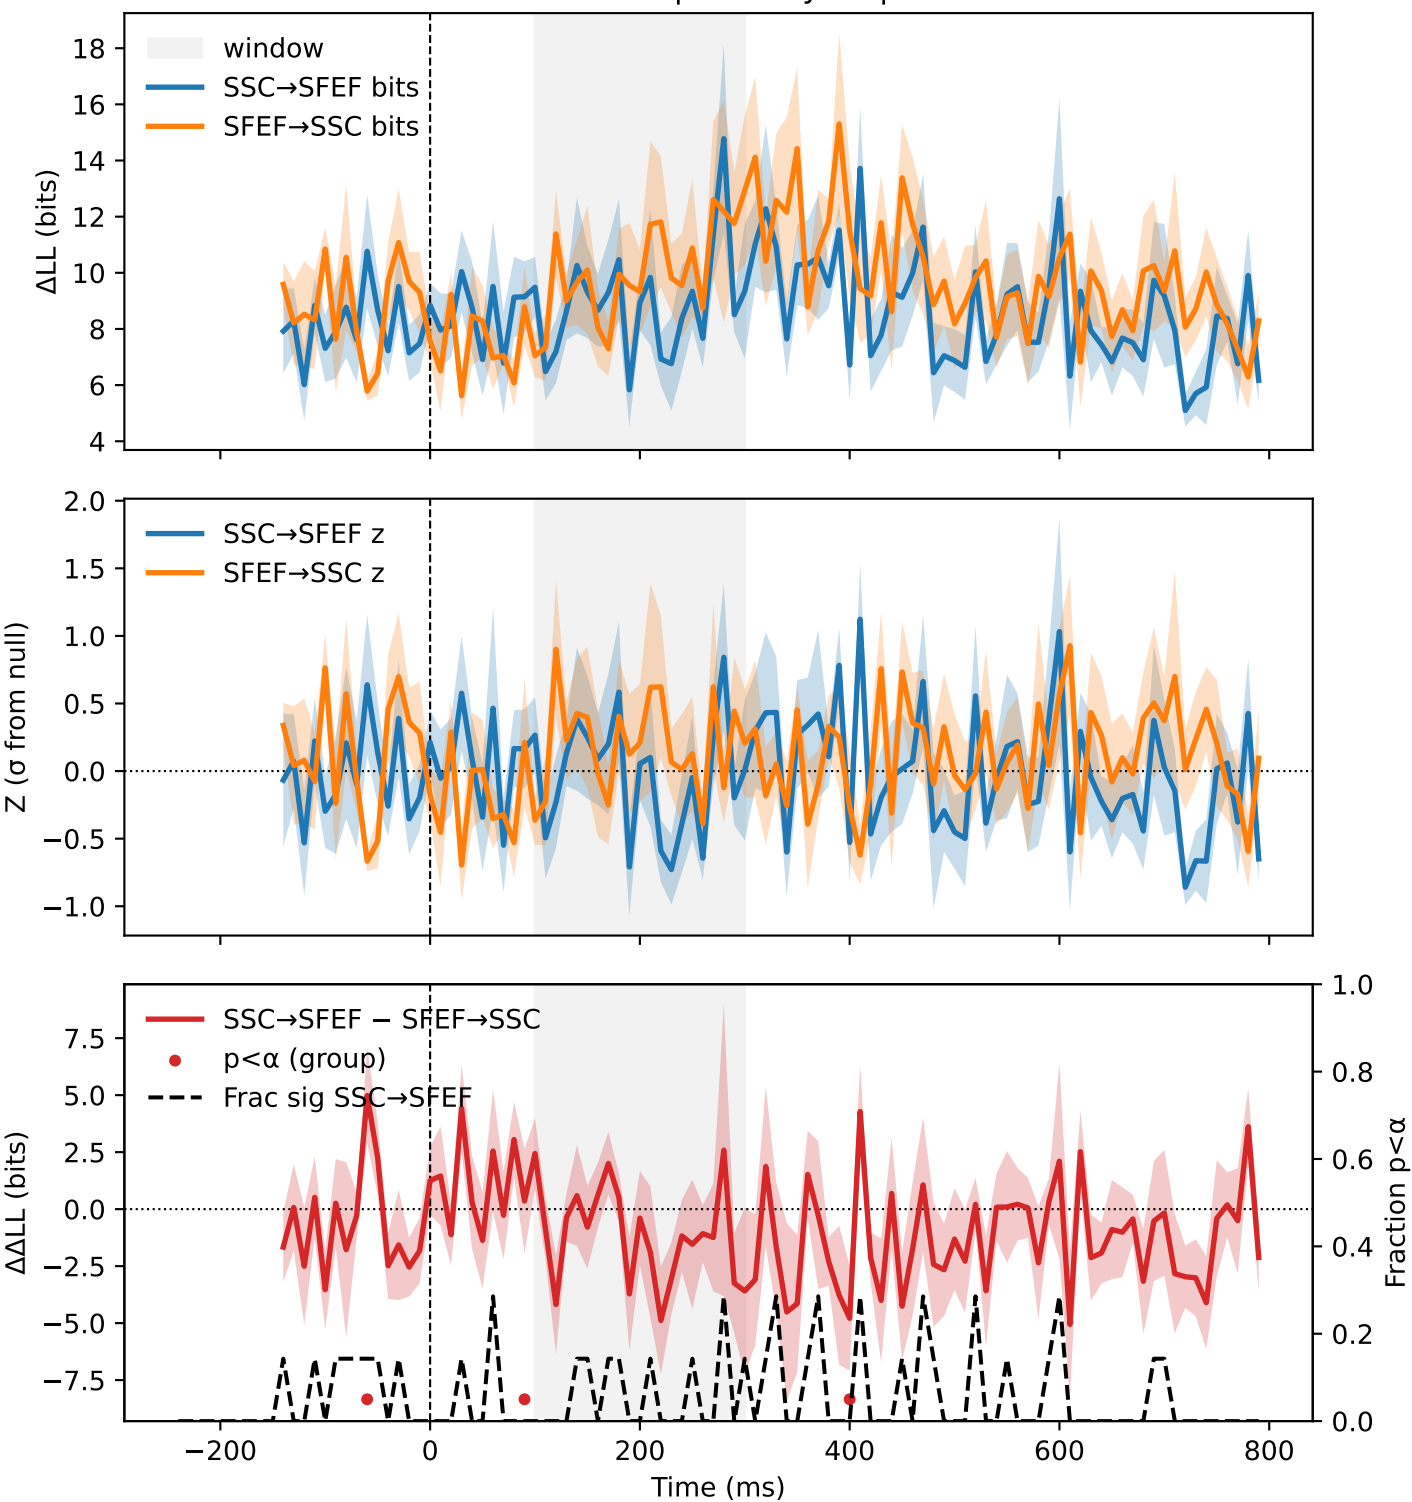 18
16
14
12
10
8
6
4
ΔLL (bits)
window
SSC→SFEF bits
SFEF→SSC bits
2.0
1.5
1.0
0.5
0.0
−0.5
−1.0
Z (σ from null)
SSC→SFEF z
SFEF→SSC z
7.5
5.0
2.5
0.0
−2.5
−5.0
−7.5
ΔΔLL (bits)
SSC→SFEF − SFEF→SSC
p<α (group)
Frac sig SSC→SFEF
1.0
0.8
0.6
0.4
0.2
0.0
Fraction p<α
−200 0 200 400 600 800
Time (ms)